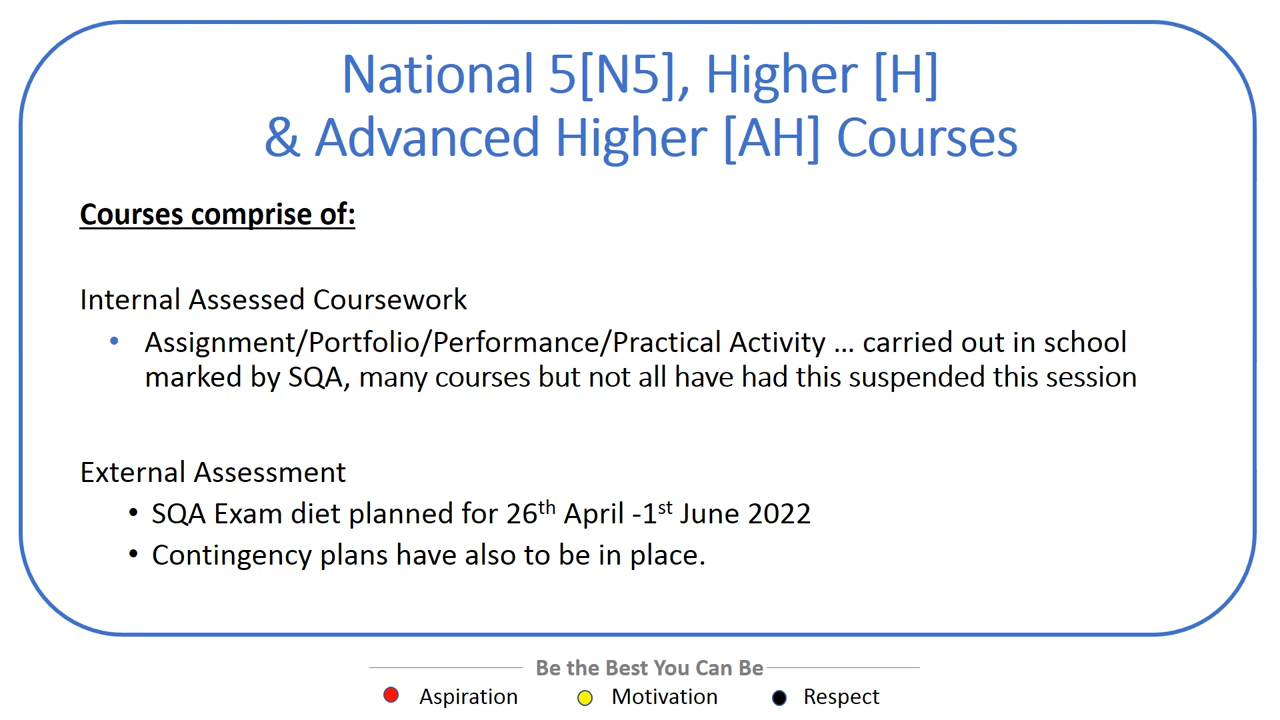 National 5[N5], Higher [H]
& Advanced Higher [AH] Courses
Courses comprise of:
Internal Assessed Coursework
• Assignment/Portfolio/Performance/Practical Activity … carried out in school
marked by SQA, many courses but not all have had this suspended this session
External Assessment
• SQA Exam diet planned for 26th April -1st June 2022
• Contingency plans have also to be in place.
Be the Best You Can Be
Aspiration Motivation Respect